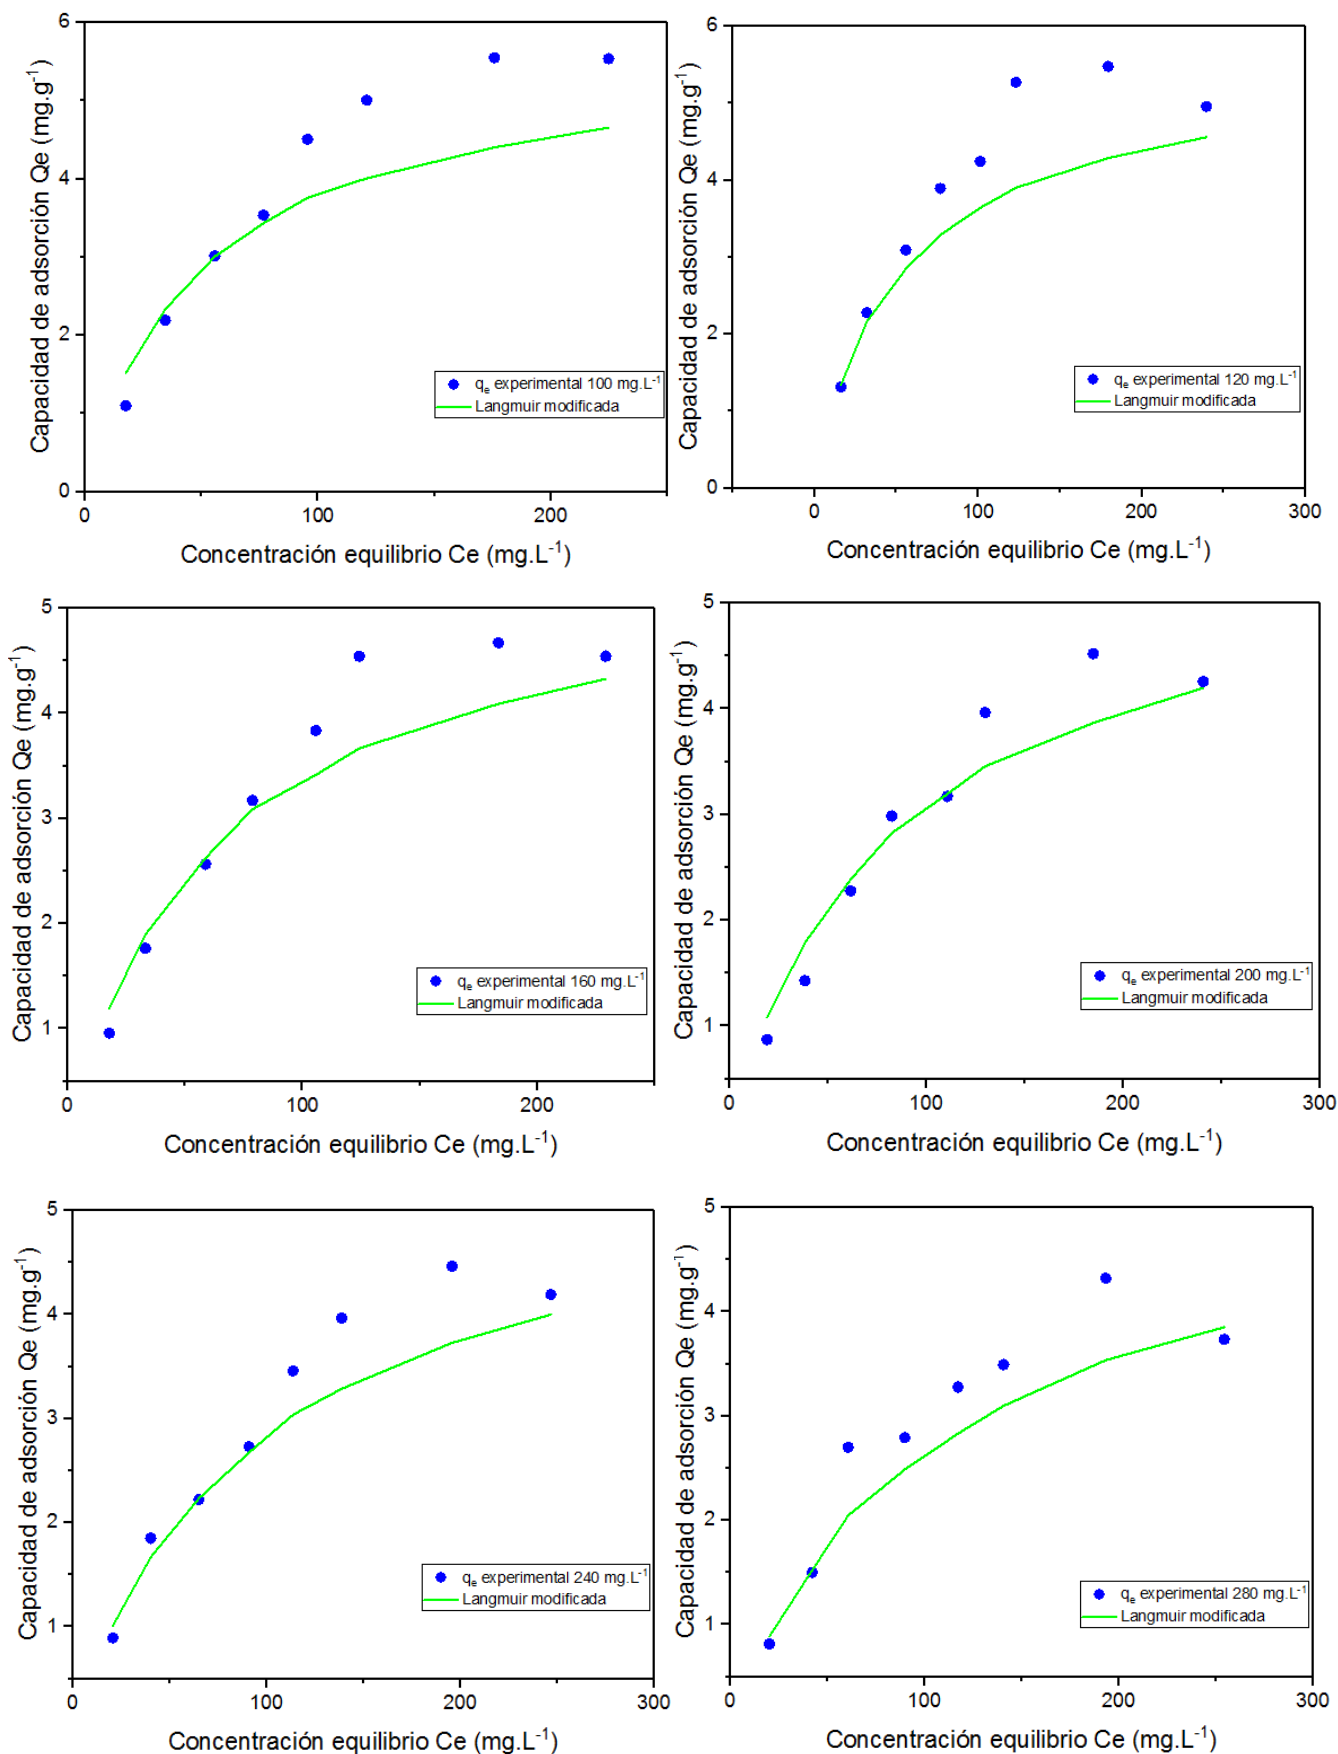 Capacidad de adsorción Qe (mg.g-1)
6
4
2
0
qe experimental 100 mg.L-1
Langmuir modificada
0 100 200
Concentración equilibrio Ce (mg.L-1)
Capacidad de adsorción Qe (mg.g-1)
6
4
2
0
qe experimental 120 mg.L-1
Langmuir modificada
0 100 200 300
Concentración equilibrio Ce (mg.L-1)
Capacidad de adsorción Qe (mg.g-1)
5
4
3
2
1
qe experimental 160 mg.L-1
Langmuir modificada
0 100 200
Concentración equilibrio Ce (mg.L-1)
Capacidad de adsorción Qe (mg.g-1)
5
4
3
2
1
qe experimental 200 mg.L-1
Langmuir modificada
0 100 200 300
Concentración equilibrio Ce (mg.L-1)
Capacidad de adsorción Qe (mg.g-1)
5
4
3
2
1
qe experimental 240 mg.L-1
Langmuir modificada
0 100 200 300
Concentración equilibrio Ce (mg.L-1)
Capacidad de adsorción Qe (mg.g-1)
5
4
3
2
1
qe experimental 280 mg.L-1
Langmuir modificada
0 100 200 300
Concentración equilibrio Ce (mg.L-1)